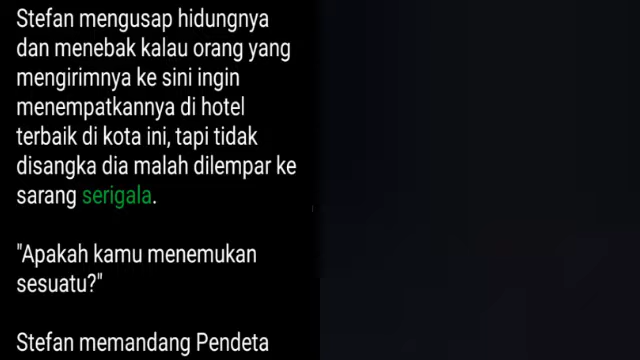 Stefan mengusap hidungnya
dan menebak kalau orang yang
mengirimnya ke sini ingin
menempatkannya di hotel
terbaik di kota ini, tapi tidak
disangka dia malah dilempar ke
sarang serigala.
"Apakah kamu menemukan
sesuatu?"
Stefan memandang Pendeta